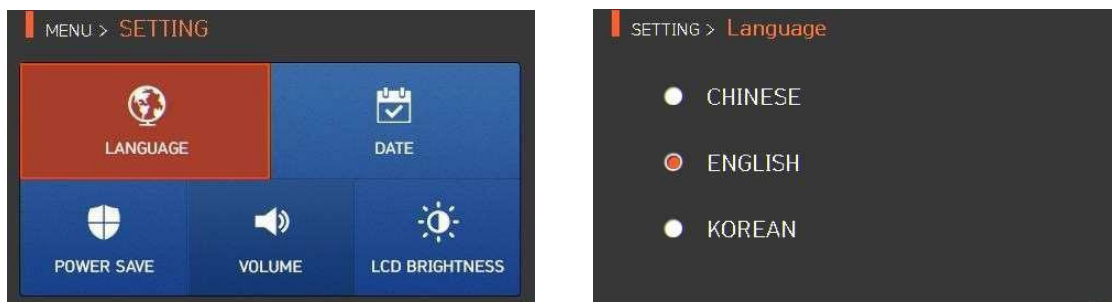 MENU > SETTING
LANGUAGE
DATE
POWER SAVE
VOLUME
LCD BRIGHTNESS
SETTING > Language
CHINESE
ENGLISH
KOREAN